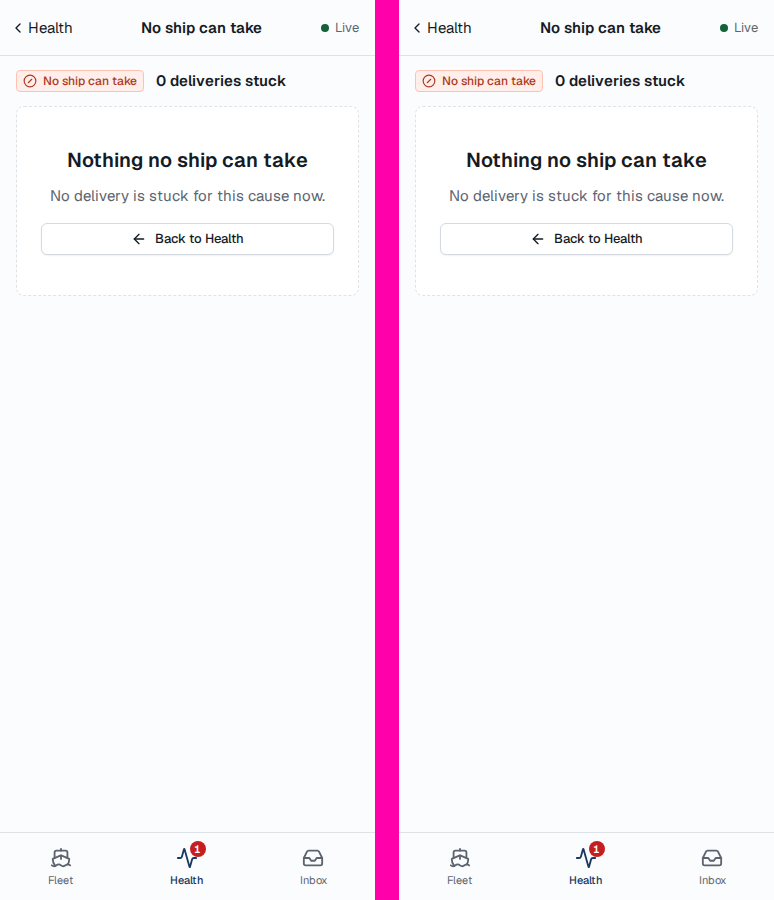 Health No ship can take Live
No ship can take 0 deliveries stuck
Nothing no ship can take
No delivery is stuck for this cause now.
Back to Health
1
Fleet Health Inbox
Health No ship can take Live
No ship can take 0 deliveries stuck
Nothing no ship can take
No delivery is stuck for this cause now.
Back to Health
1
Fleet Health Inbox